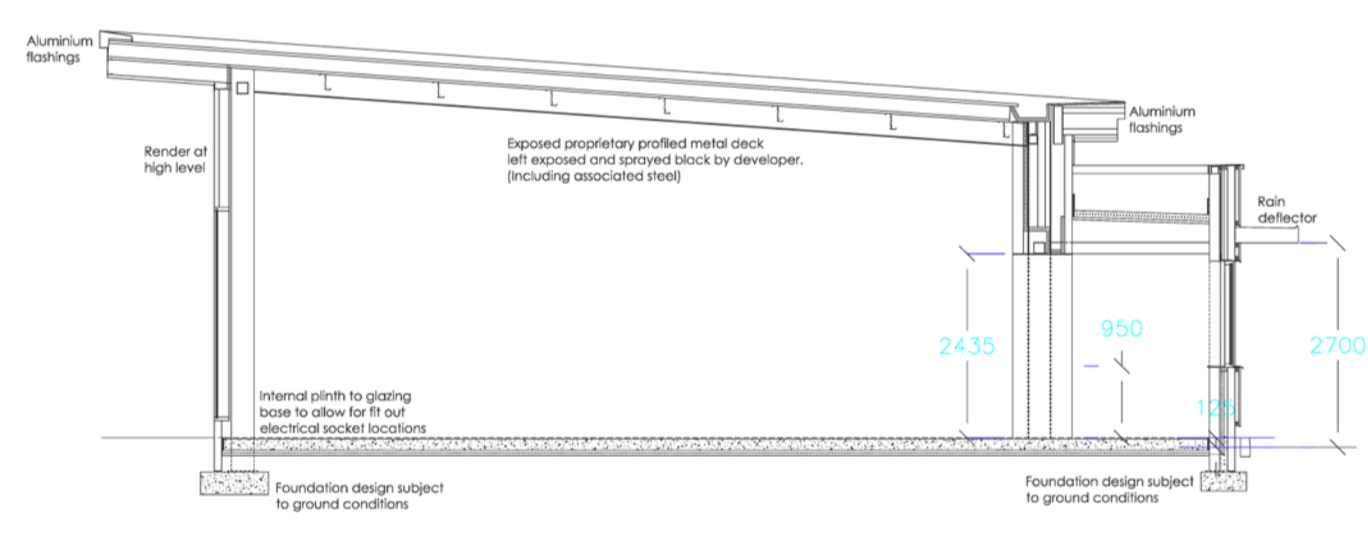 Aluminium
flashings
Aluminium
flashings
Render at
high level
Exposed proprietary profiled metal deck
left exposed and sprayed black by developer.
(Including associated steel)
Rain
deflector
2435
950
2700
Internal plinth to glazing
base to allow for fit out
electrical socket locations
125
Foundation design subject
to ground conditions
Foundation design subject
to ground conditions